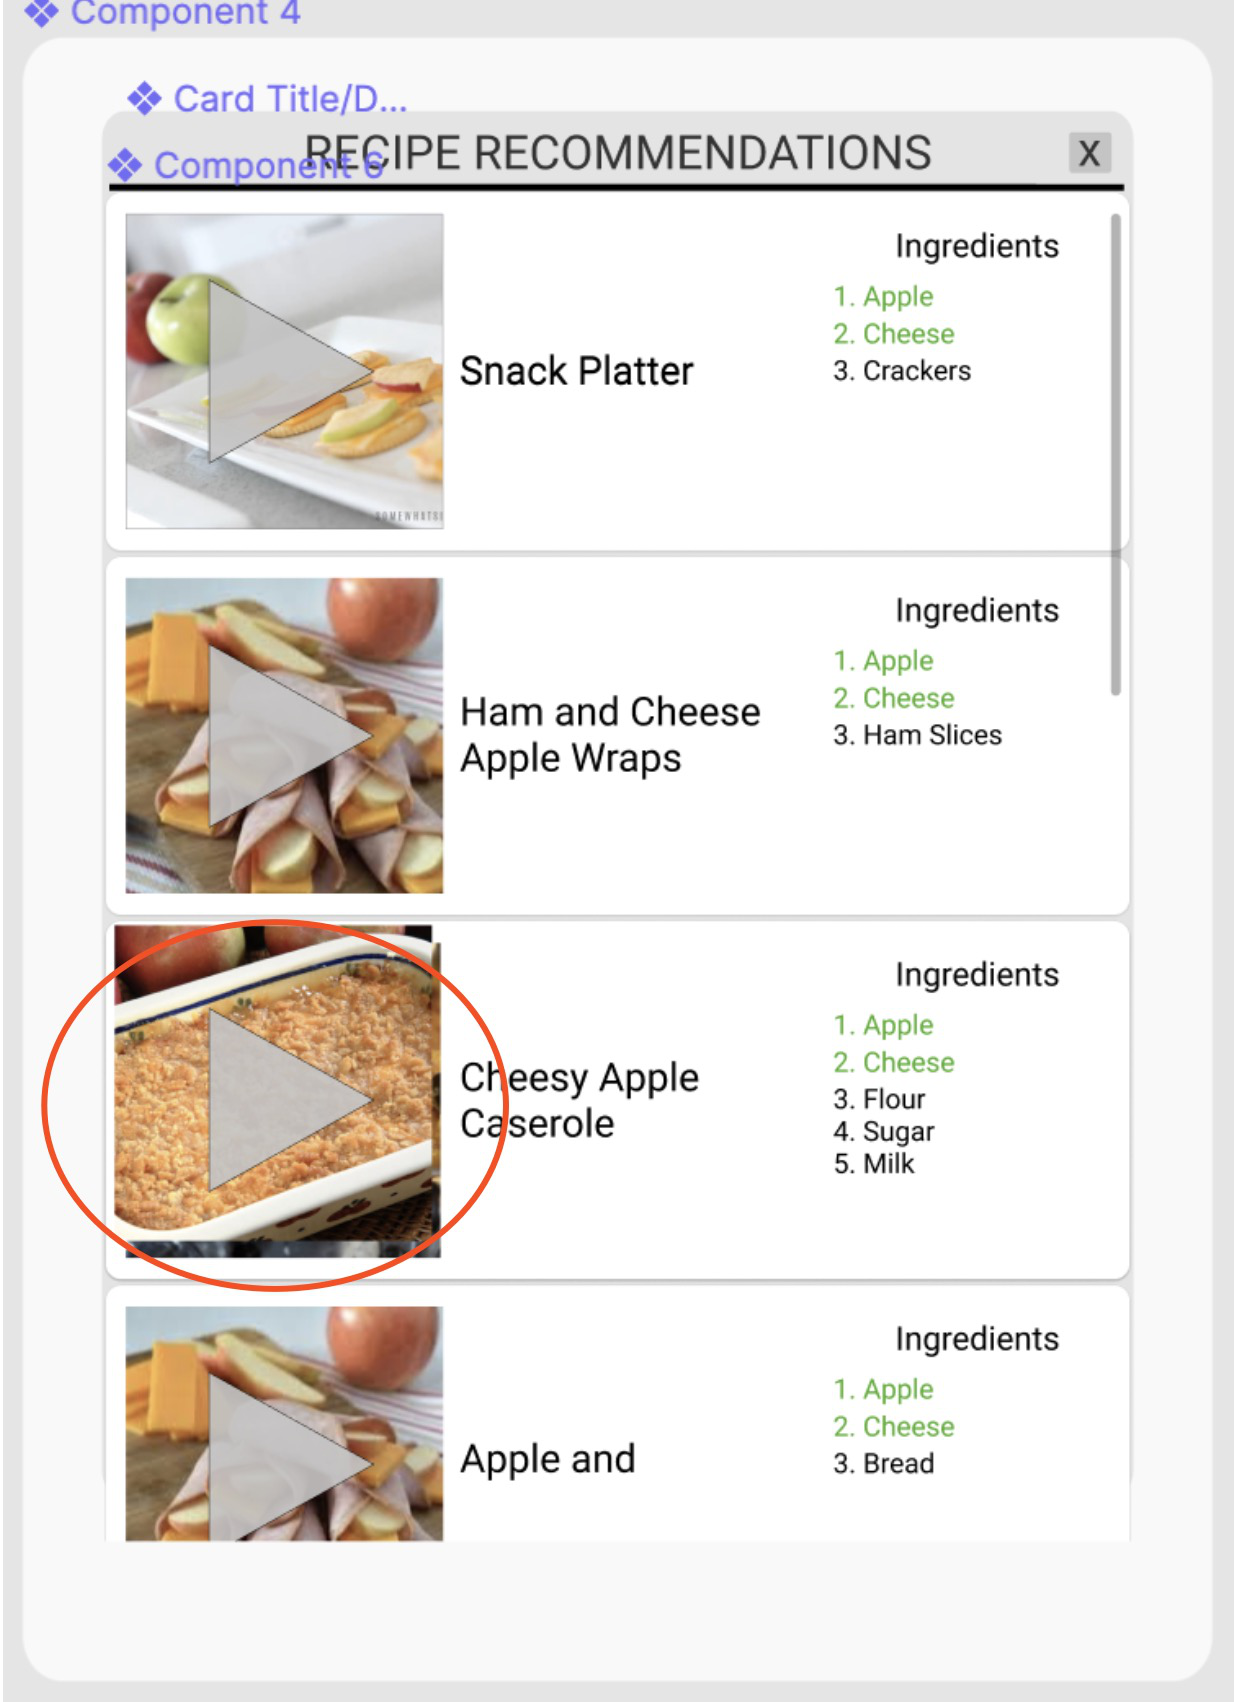 Component 4
Card Title/D...
RECIPE RECOMMENDATIONS
X
Component 6
Ingredients
1. Apple
2. Cheese
3. Crackers
Snack Platter
Ingredients
1. Apple
2. Cheese
3. Ham Slices
Ham and Cheese
Apple Wraps
Ingredients
1. Apple
2. Cheese
3. Flour
4. Sugar
5. Milk
Cheesy Apple
Caserole
Ingredients
1. Apple
2. Cheese
3. Bread
Apple and